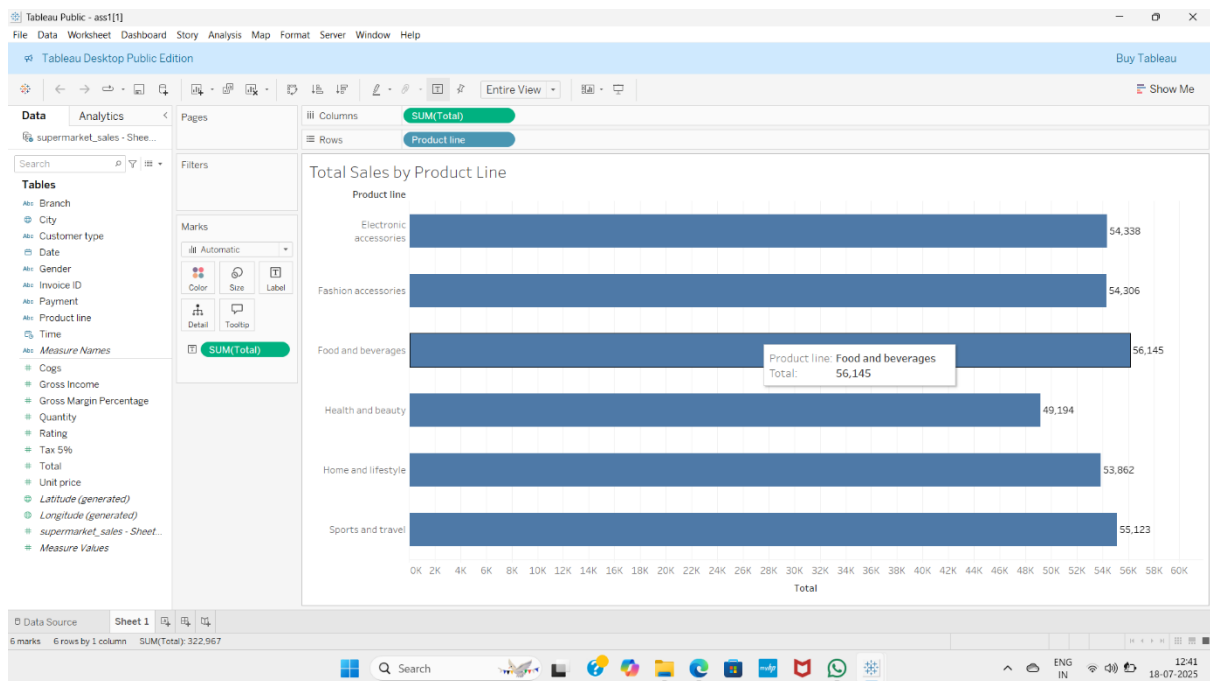 Tableau Public - ass1[1]
File Data Worksheet Dashboard Story Analysis Map Format Server Window Help
Tableau Desktop Public Edition
Buy Tableau
Entire View
Show Me
Data
Analytics
supermarket_sales - Shee...
Search
Tables
Abc Branch
City
Abc Customer type
Date
Abc Gender
Abc Invoice ID
Abc Payment
Abc Product line
Time
Abc Measure Names
# Cogs
# Gross Income
# Gross Margin Percentage
# Quantity
# Rating
# Tax 5%
# Total
# Unit price
Latitude (generated)
Longitude (generated)
# supermarket_sales - Sheet...
# Measure Values
Pages
Filters
Marks
Automatic
Color Size Label
Detail Tooltip
SUM(Total)
Columns SUM(Total)
Rows Product line
Total Sales by Product Line
Product line
Electronic
accessories
54,338
Fashion accessories 54,306
Food and beverages 56,145
Product line: Food and beverages
Total: 56,145
Health and beauty 49,194
Home and lifestyle 53,862
Sports and travel 55,123
0K 2K 4K 6K 8K 10K 12K 14K 16K 18K 20K 22K 24K 26K 28K 30K 32K 34K 36K 38K 40K 42K 44K 46K 48K 50K 52K 54K 56K 58K 60K
Total
Data Source Sheet 1
6 marks 6 rows by 1 column SUM(Total): 322,967
Search
ENG
IN
12:41
18-07-2025